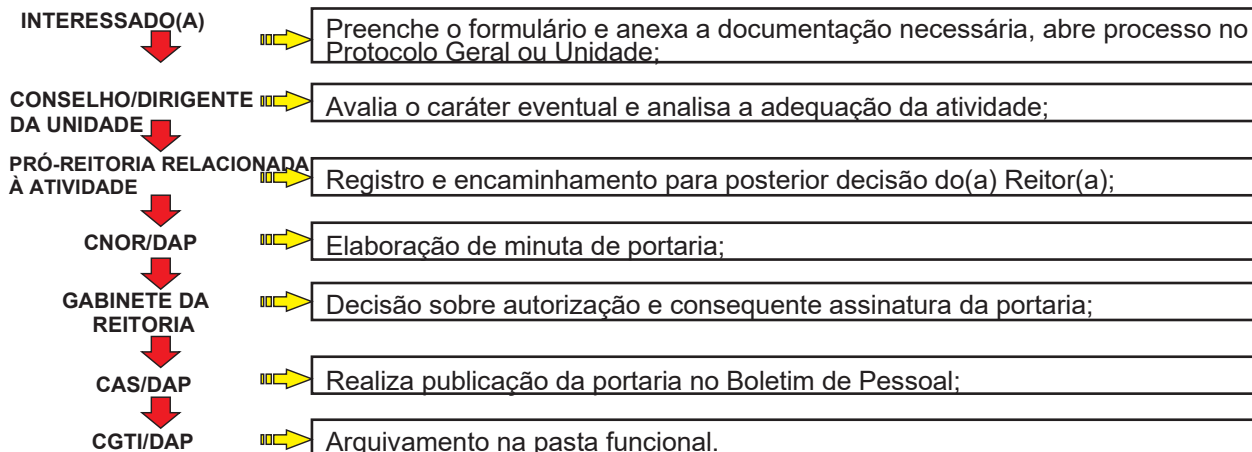 INTERESSADO(A)
Preenche o formulário e anexa a documentação necessária, abre processo no
Protocolo Geral ou Unidade;
CONSELHO/DIRIGENTE
DA UNIDADE
Avalia o caráter eventual e analisa a adequação da atividade;
PRÓ-REITORIA RELACIONADA
À ATIVIDADE
Registro e encaminhamento para posterior decisão do(a) Reitor(a);
CNOR/DAP
Elaboração de minuta de portaria;
GABINETE DA
REITORIA
Decisão sobre autorização e consequente assinatura da portaria;
CAS/DAP
Realiza publicação da portaria no Boletim de Pessoal;
CGTI/DAP
Arquivamento na pasta funcional.